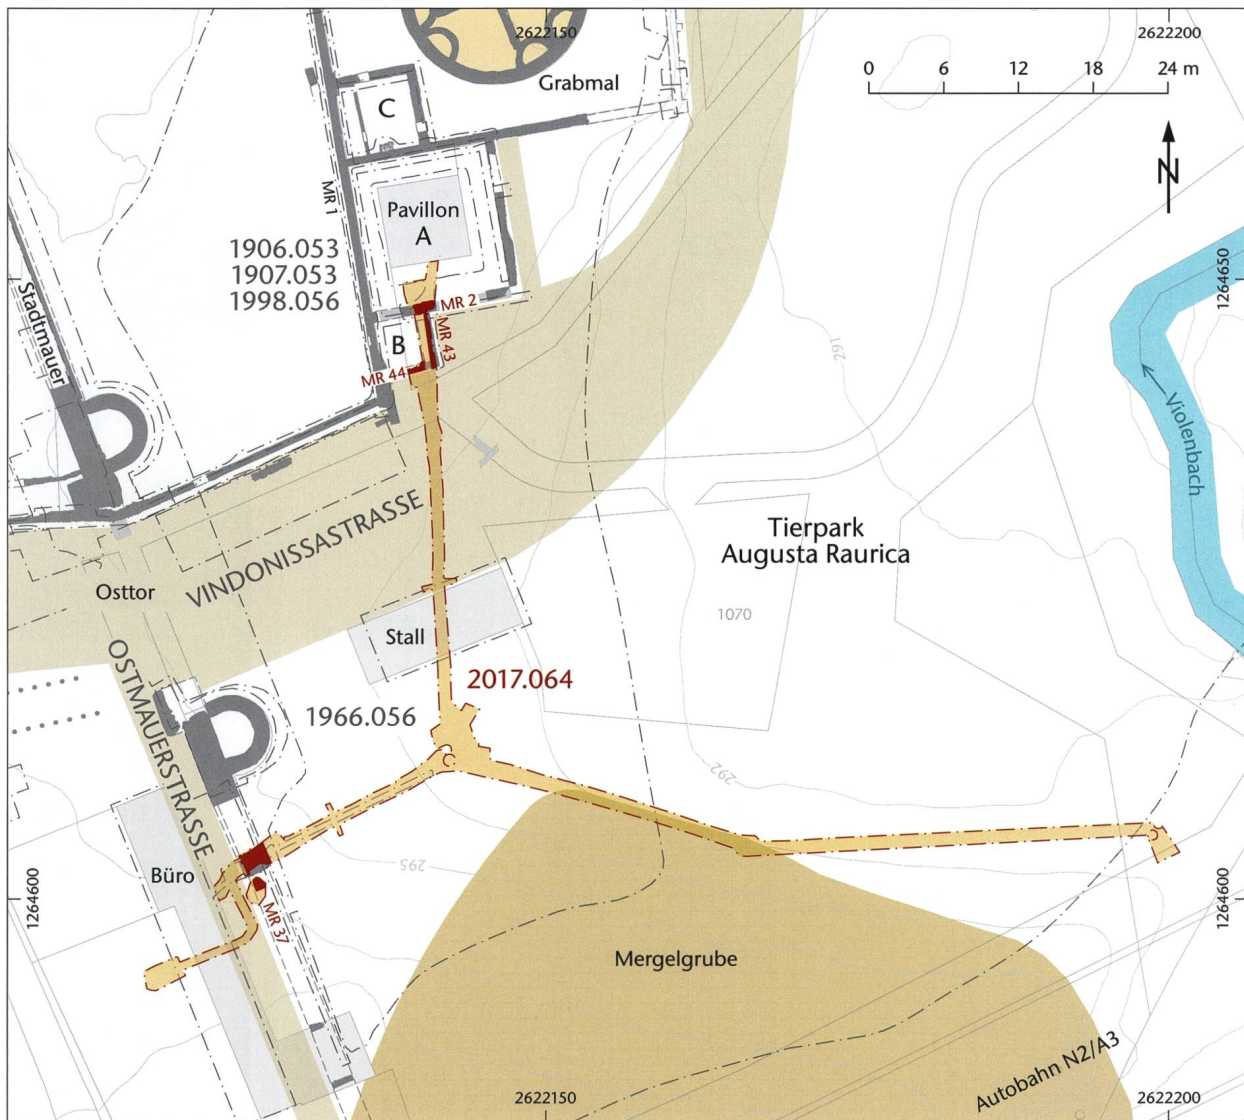 2622150
2622200
Grabmal
0 6 12 18 24 m
C
N
MR 1
Pavillon
A
1906.053
1907.053
1998.056
MR 2
MR 43
B
MR 44
Stadtmauer
1264650
291
Violenbach
VINDONISSASTRASSE
Tierpark
Augusta Raurica
Osttor
1070
Stall
OSTMAUERSTRASSE
2017.064
1966.056
292
295
Büro
MR 37
1264600
1264600
Mergelgrube
Autobahn N2/A3
2622150
2622200